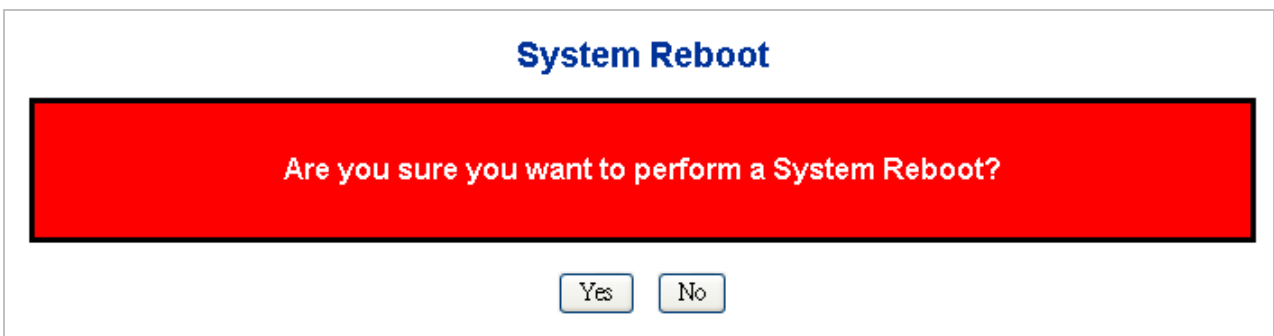 System Reboot
Are you sure you want to perform a System Reboot?
Yes No